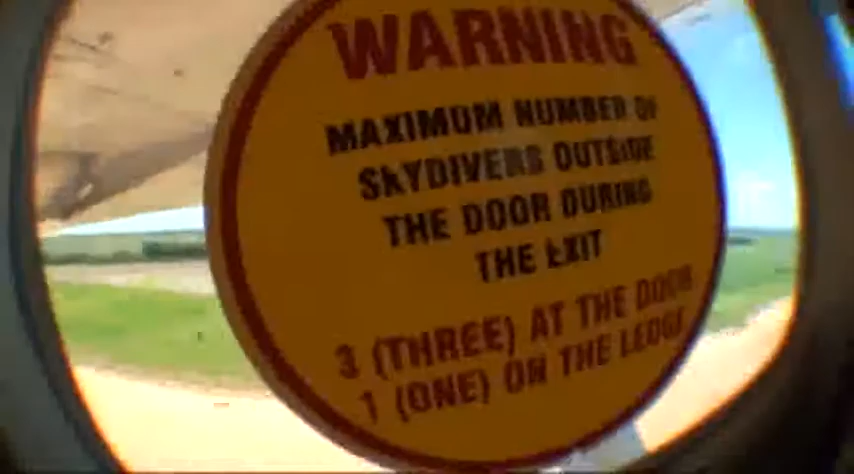 WARNING
MAXIMUM NUMBER OF
SKYDIVERS OUTSIDE
THE DOOR DURING
THE EXIT
3 (THREE) AT THE DOOR
1 (ONE) ON THE LEDGE